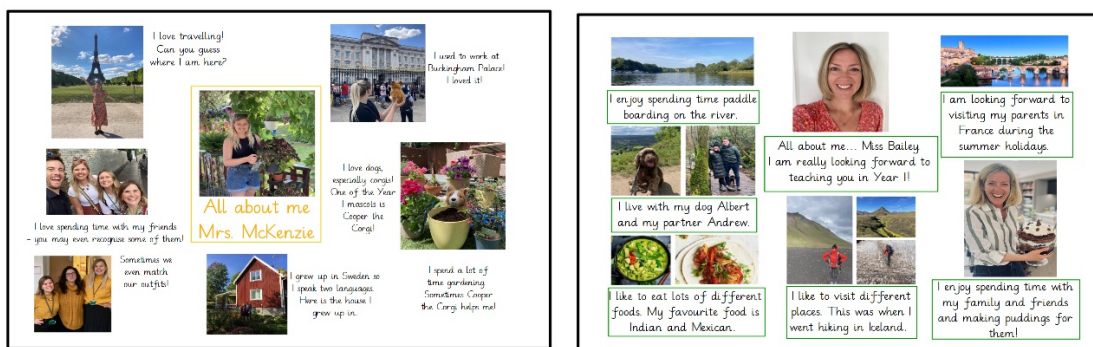 I love travelling!
Can you guess
where I am here?
I used to work at
Buckingham Palace!
I loved it!
All about me
Mrs. McKenzie
I love dogs,
especially corgis!
One of the Year
1 mascots is
Cooper the
Corgi!
I love spending time with my friends
- you may even recognise some of them!
Sometimes we
even match
our outfits!
I grew up in Sweden so
I speak two languages.
Here is the house I
grew up in.
I spend a lot of
time gardening.
Sometimes Cooper
the Corgi helps me!
I enjoy spending time paddle
boarding on the river.
All about me... Miss Bailey
I am really looking forward to
teaching you in Year 1!
I am looking forward to
visiting my parents in
France during the
summer holidays.
I live with my dog Albert
and my partner Andrew.
I like to eat lots of different
foods. My favourite food is
Indian and Mexican.
I like to visit different
places. This was when I
went hiking in Iceland.
I enjoy spending time with
my family and friends
and making puddings for
them!